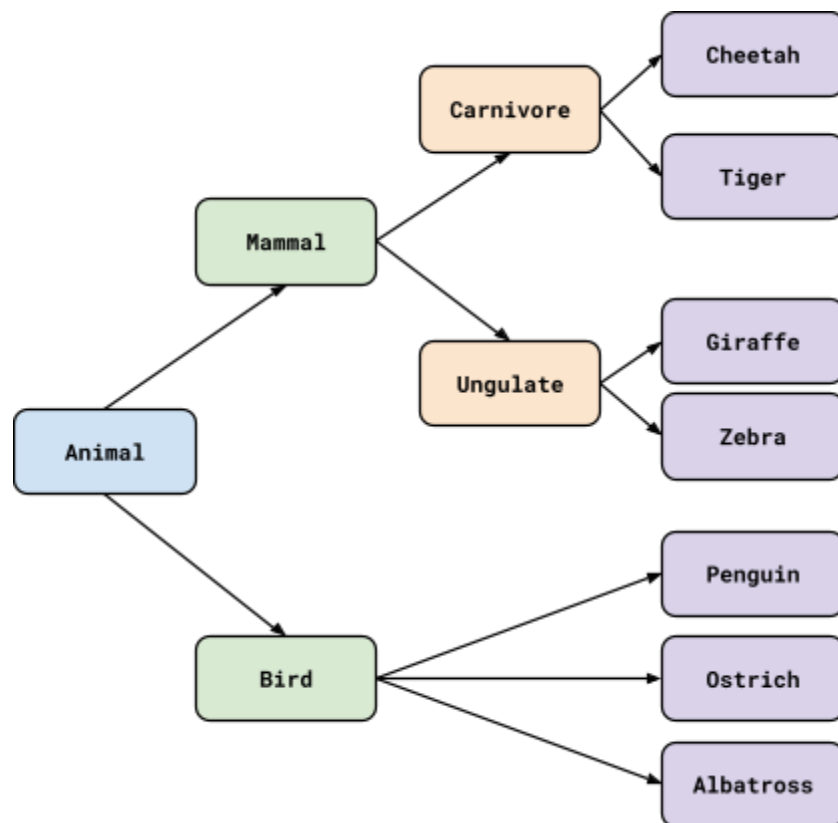 Animal
Mammal
Bird
Carnivore
Ungulate
Cheetah
Tiger
Giraffe
Zebra
Penguin
Ostrich
Albatross